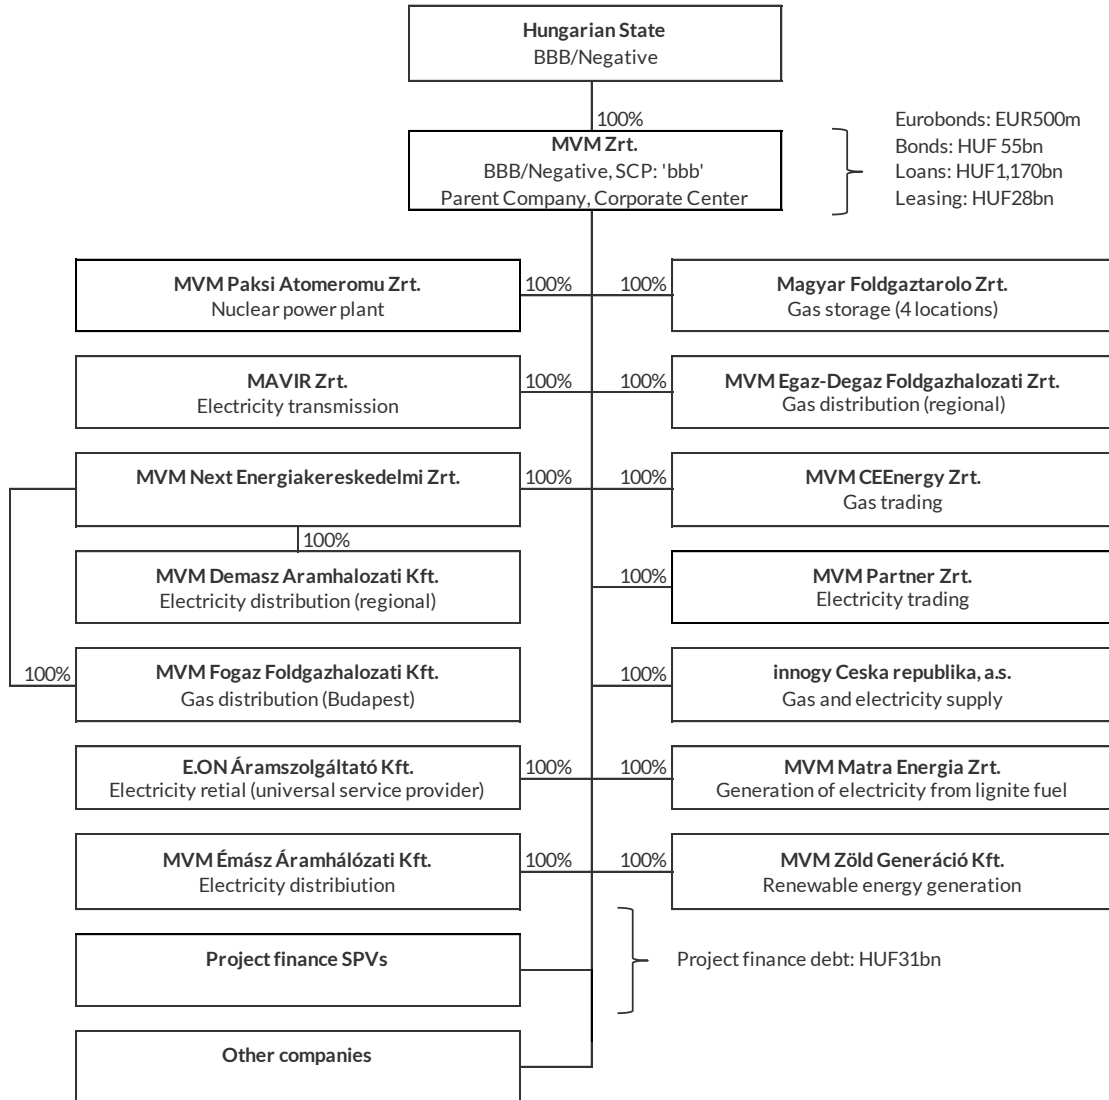 Hungarian State
BBB/Negative
100%
MVM Zrt.
BBB/Negative, SCP: 'bbb'
Parent Company, Corporate Center
Eurobonds: EUR500m
Bonds: HUF 55bn
Loans: HUF1,170bn
Leasing: HUF28bn
MVM Paksi Atomeromu Zrt.
Nuclear power plant
100%
100%
Magyar Foldgaztarolo Zrt.
Gas storage (4 locations)
MAVIR Zrt.
Electricity transmission
100%
100%
MVM Egaz-Degaz Foldgazhalozati Zrt.
Gas distribution (regional)
MVM Next Energiakereskedelmi Zrt.
100%
100%
MVM CEEnergy Zrt.
Gas trading
100%
MVM Demasz Aramhalozati Kft.
Electricity distribution (regional)
100%
MVM Partner Zrt.
Electricity trading
100%
MVM Fogaz Foldgazhalozati Kft.
Gas distribution (Budapest)
100%
innogy Ceska republika, a.s.
Gas and electricity supply
E.ON Áramszolgáltató Kft.
Electricity retial (universal service provider)
100%
100%
MVM Matra Energia Zrt.
Generation of electricity from lignite fuel
MVM Émász Áramhálózati Kft.
Electricity distribiution
100%
100%
MVM Zöld Generáció Kft.
Renewable energy generation
Project finance SPVs
Project finance debt: HUF31bn
Other companies